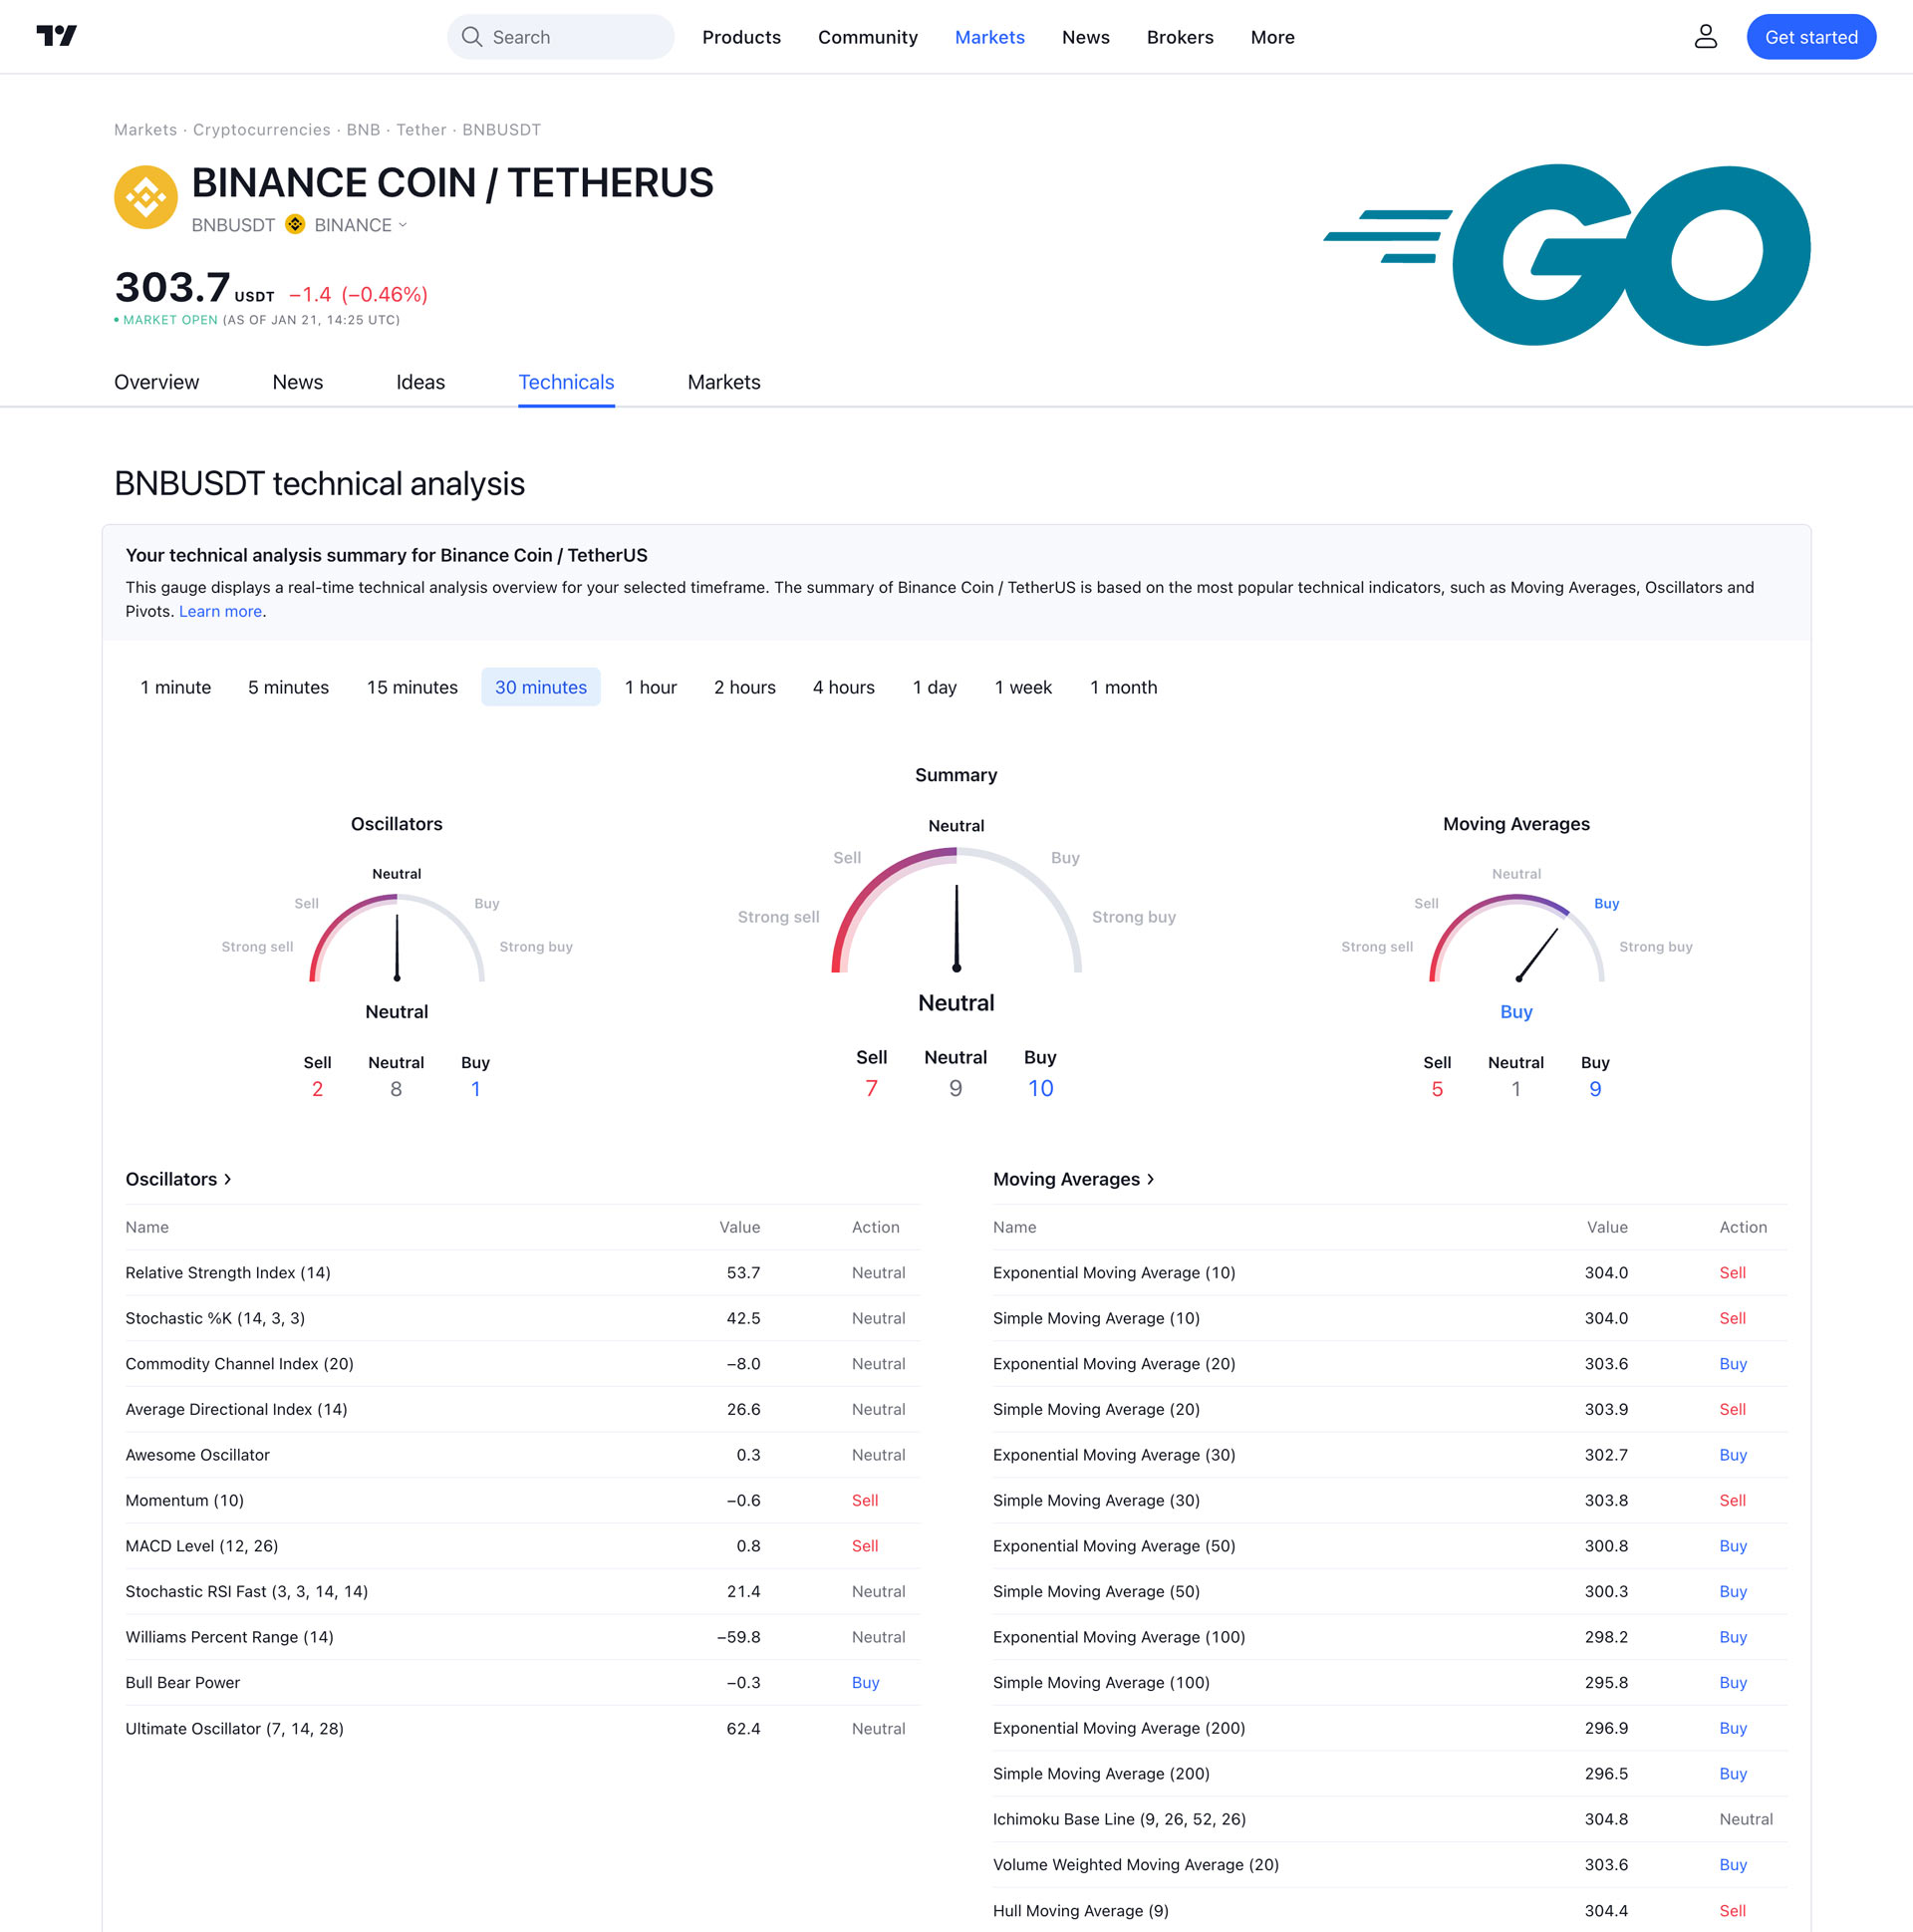 Search
Products Community Markets News Brokers More
Get started
Markets · Cryptocurrencies · BNB · Tether · BNBUSDT
BINANCE COIN / TETHERUS
BNBUSDT BINANCE
303.7 USDT −1.4 (−0.46%)
• MARKET OPEN (AS OF JAN 21, 14:25 UTC)
GO
Overview News Ideas Technicals Markets
BNBUSDT technical analysis
Your technical analysis summary for Binance Coin / TetherUS
This gauge displays a real-time technical analysis overview for your selected timeframe. The summary of Binance Coin / TetherUS is based on the most popular technical indicators, such as Moving Averages, Oscillators and
Pivots. Learn more.
1 minute 5 minutes 15 minutes 30 minutes 1 hour 2 hours 4 hours 1 day 1 week 1 month
Oscillators
Neutral
Sell Buy
Strong sell Strong buy
Neutral
Sell Neutral Buy
2 8 1
Summary
Neutral
Sell Buy
Strong sell Strong buy
Neutral
Sell Neutral Buy
7 9 10
Moving Averages
Neutral
Sell Buy
Strong sell Strong buy
Buy
Sell Neutral Buy
5 1 9
Oscillators
Name Value Action
Relative Strength Index (14) 53.7 Neutral
Stochastic %K (14, 3, 3) 42.5 Neutral
Commodity Channel Index (20) −8.0 Neutral
Average Directional Index (14) 26.6 Neutral
Awesome Oscillator 0.3 Neutral
Momentum (10) −0.6 Sell
MACD Level (12, 26) 0.8 Sell
Stochastic RSI Fast (3, 3, 14, 14) 21.4 Neutral
Williams Percent Range (14) −59.8 Neutral
Bull Bear Power −0.3 Buy
Ultimate Oscillator (7, 14, 28) 62.4 Neutral
Moving Averages
Name Value Action
Exponential Moving Average (10) 304.0 Sell
Simple Moving Average (10) 304.0 Sell
Exponential Moving Average (20) 303.6 Buy
Simple Moving Average (20) 303.9 Sell
Exponential Moving Average (30) 302.7 Buy
Simple Moving Average (30) 303.8 Sell
Exponential Moving Average (50) 300.8 Buy
Simple Moving Average (50) 300.3 Buy
Exponential Moving Average (100) 298.2 Buy
Simple Moving Average (100) 295.8 Buy
Exponential Moving Average (200) 296.9 Buy
Simple Moving Average (200) 296.5 Buy
Ichimoku Base Line (9, 26, 52, 26) 304.8 Neutral
Volume Weighted Moving Average (20) 303.6 Buy
Hull Moving Average (9) 304.4 Sell